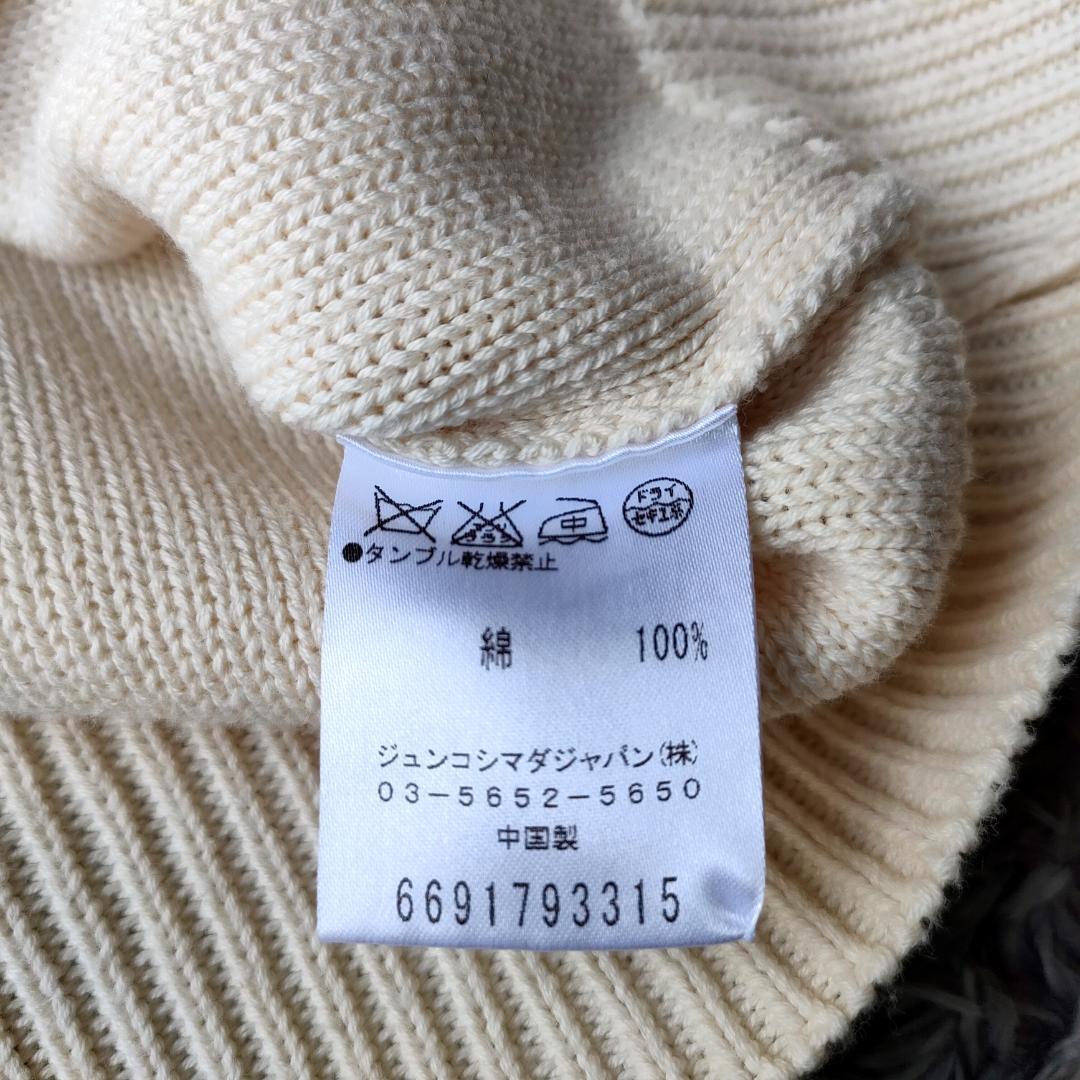 中
ドライ
セキユ系
●タンブル乾燥禁止
綿 100%
ジュンコシマダジャパン(株)
03-5652-5650
中国製
6691793315